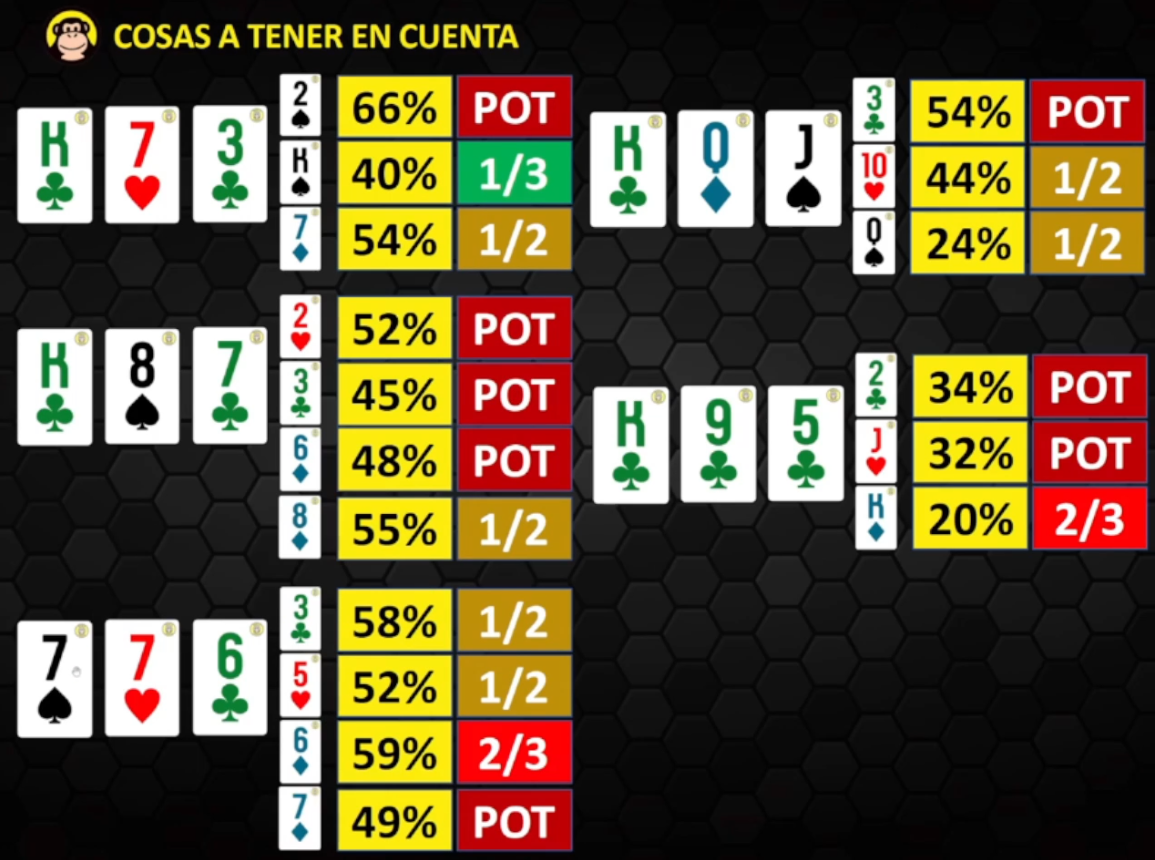 COSAS A TENER EN CUENTA
K♣ 7♥ 3♣
2♠ 66% POT
K♠ 40% 1/3
7♦ 54% 1/2
K♣ 8♠ 7♣
2♥ 52% POT
3♣ 45% POT
6♦ 48% POT
8♦ 55% 1/2
7♠ 7♥ 6♣
3♣ 58% 1/2
5♥ 52% 1/2
6♦ 59% 2/3
7♦ 49% POT
K♣ Q♦ J♠
3♣ 54% POT
10♥ 44% 1/2
Q♠ 24% 1/2
K♣ 9♣ 5♣
2♣ 34% POT
J♥ 32% POT
K♦ 20% 2/3